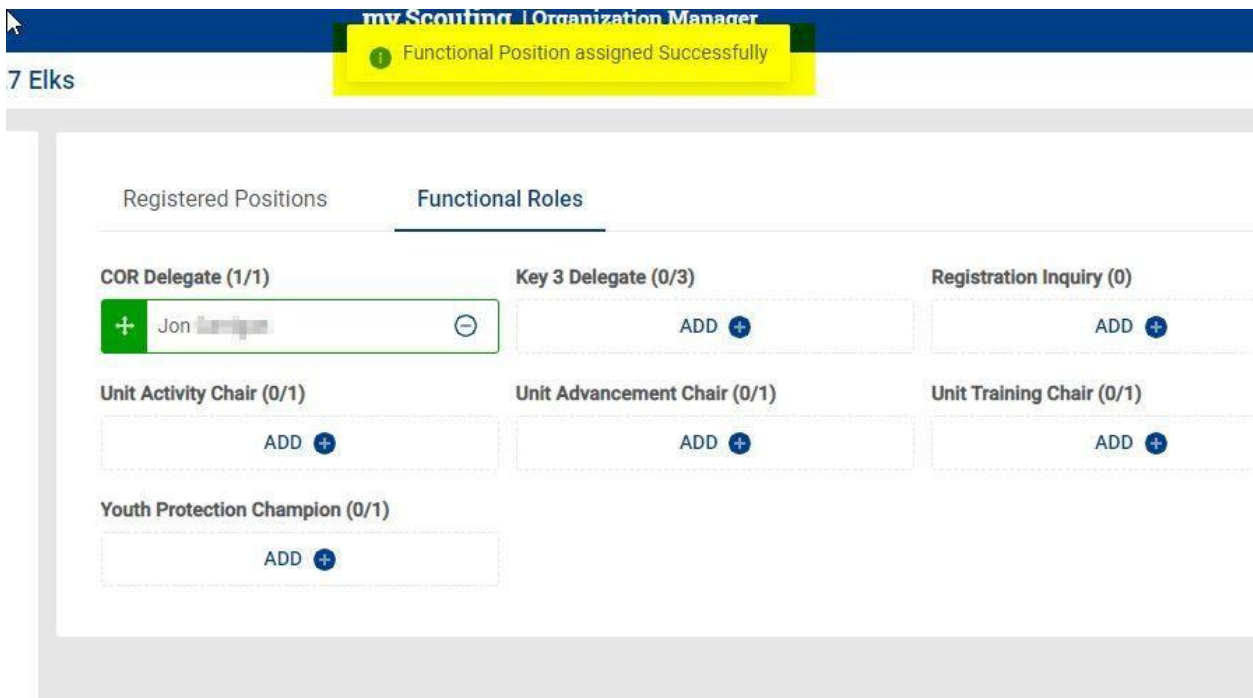 my.Scouting | Organization Manager
Functional Position assigned Successfully
7 Elks
Registered Positions Functional Roles
COR Delegate (1/1) Key 3 Delegate (0/3) Registration Inquiry (0)
Jon ADD ADD
Unit Activity Chair (0/1) Unit Advancement Chair (0/1) Unit Training Chair (0/1)
ADD ADD ADD
Youth Protection Champion (0/1)
ADD